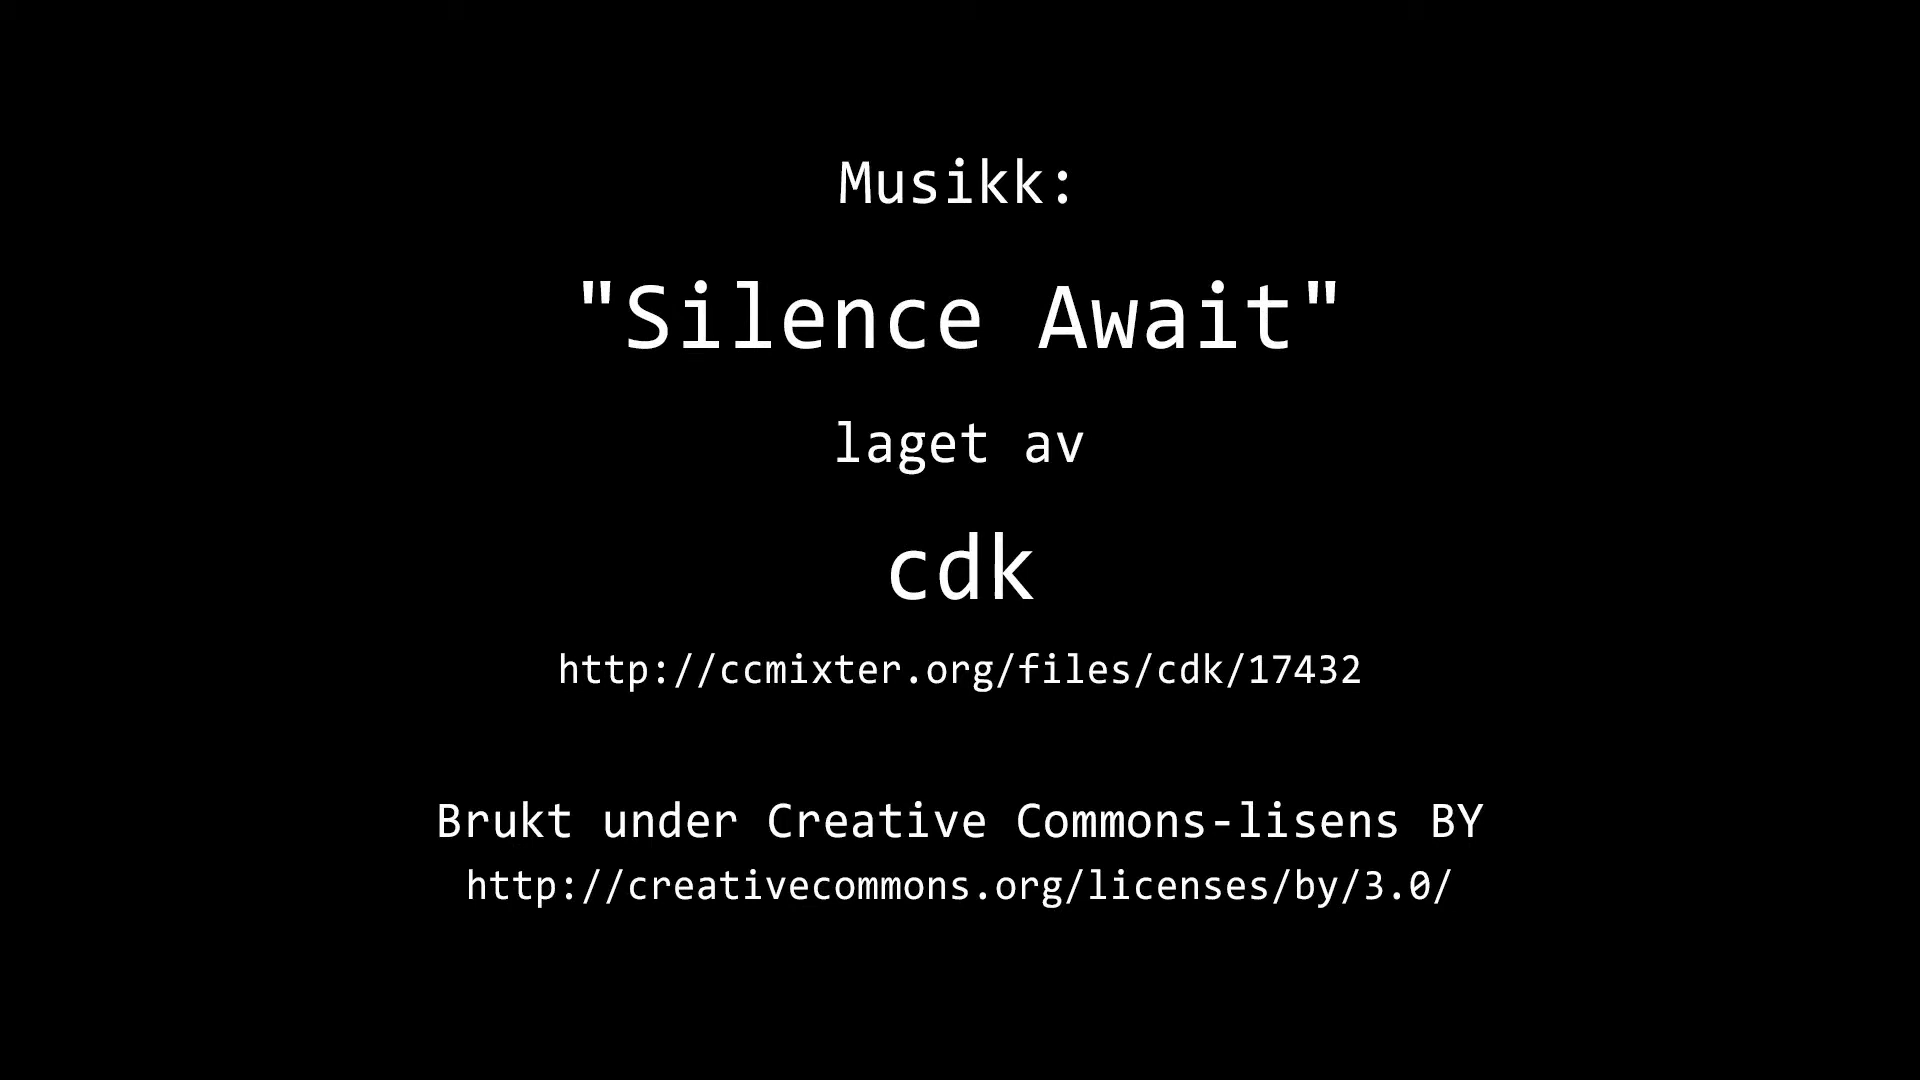 Musikk:
"Silence Await"
laget av
cdk
http://ccmixter.org/files/cdk/17432
Brukt under Creative Commons-lisens BY
http://creativecommons.org/licenses/by/3.0/